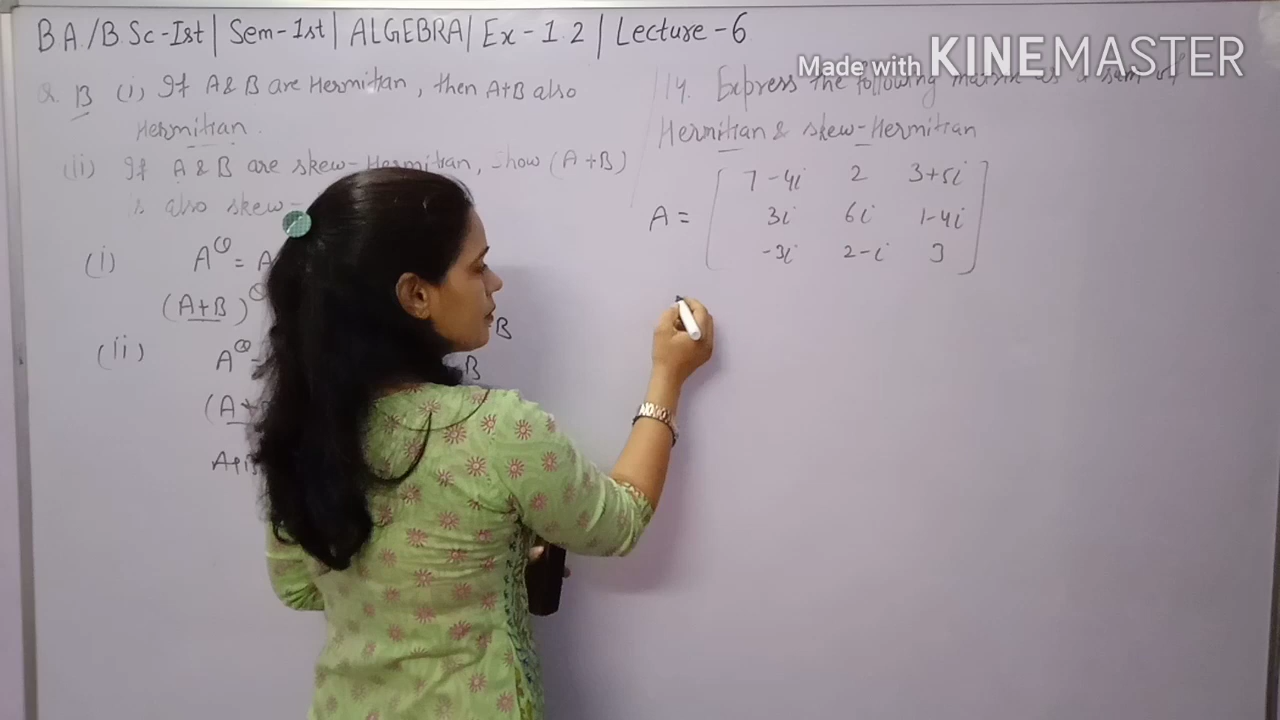 BA./B.Sc-Ist | Sem-1st | ALGEBRA | Ex-1.2 | Lecture-6
Made with KINEMASTER
B (i) If A & B are Hermitian, then A+B also
Hermitian.
(ii) If A & B are skew-Hermitian, show (A+B)
is also skew-
(i) A^Θ = A
(A+B)
B
(ii) A^Θ
B
14. Express the following matrix as a sum of
Hermitian & skew-Hermitian
7-4i 2 3+5i
A = 3i 6i 1-4i
-3i 2-i 3